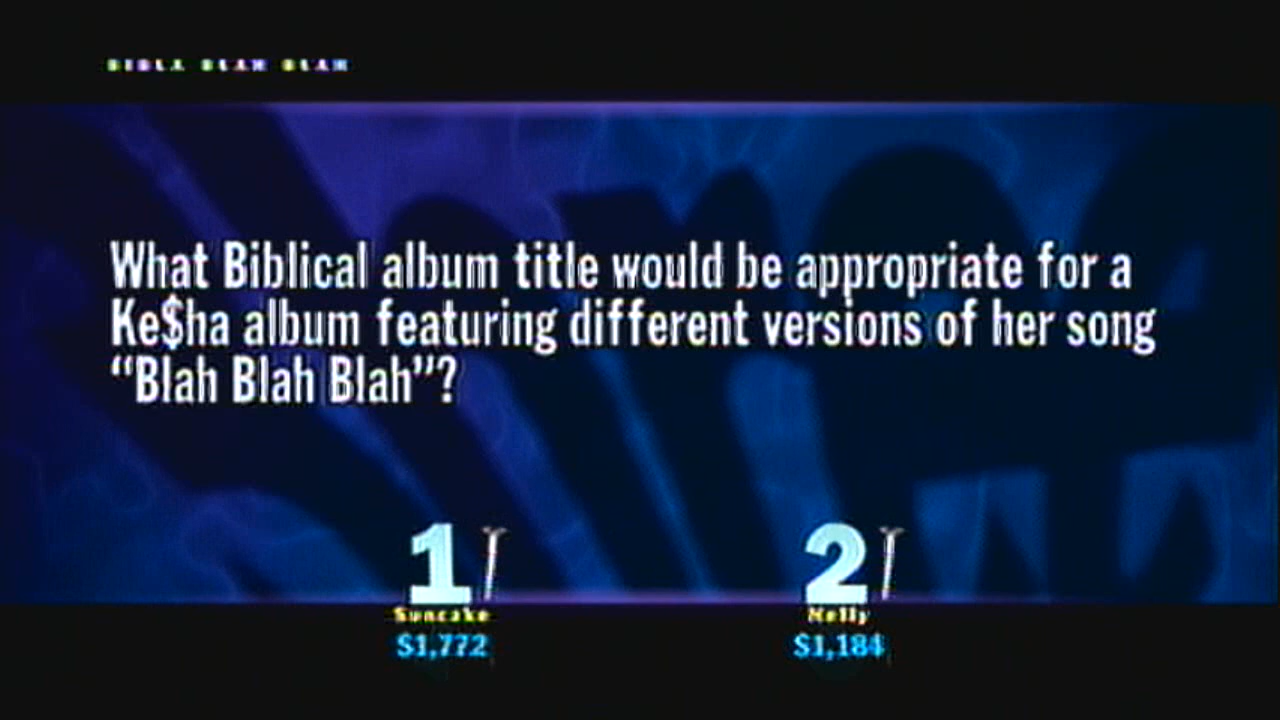 BIBLA BLAH BLAH
What Biblical album title would be appropriate for a
Ke$ha album featuring different versions of her song
“Blah Blah Blah”?
1
2
Suncake
Nelly
$1,772
$1,184